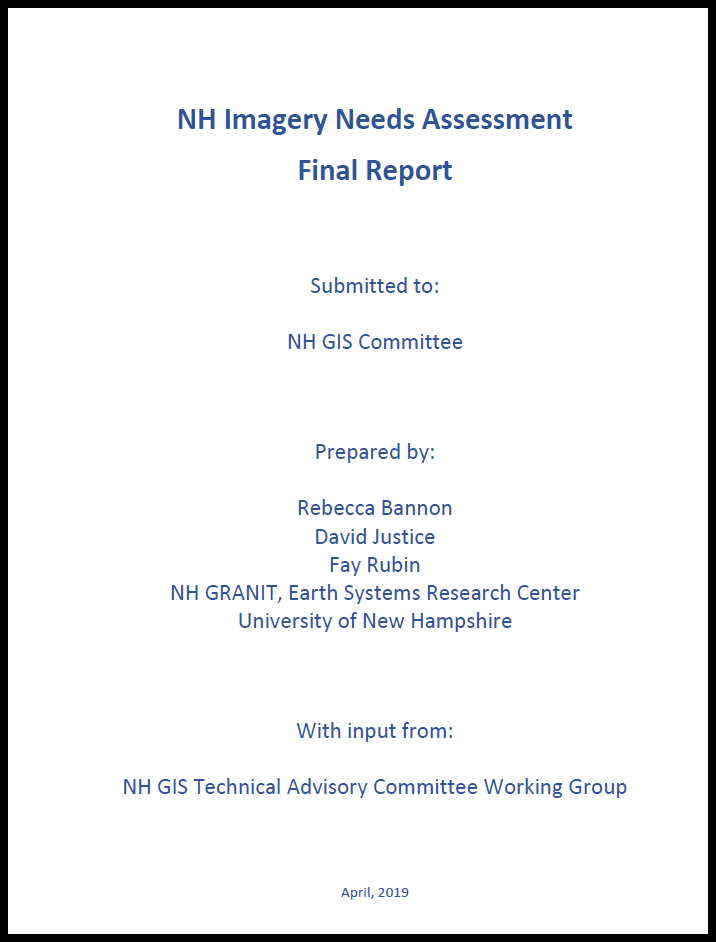 NH Imagery Needs Assessment
Final Report
Submitted to:
NH GIS Committee
Prepared by:
Rebecca Bannon
David Justice
Fay Rubin
NH GRANIT, Earth Systems Research Center
University of New Hampshire
With input from:
NH GIS Technical Advisory Committee Working Group
April, 2019